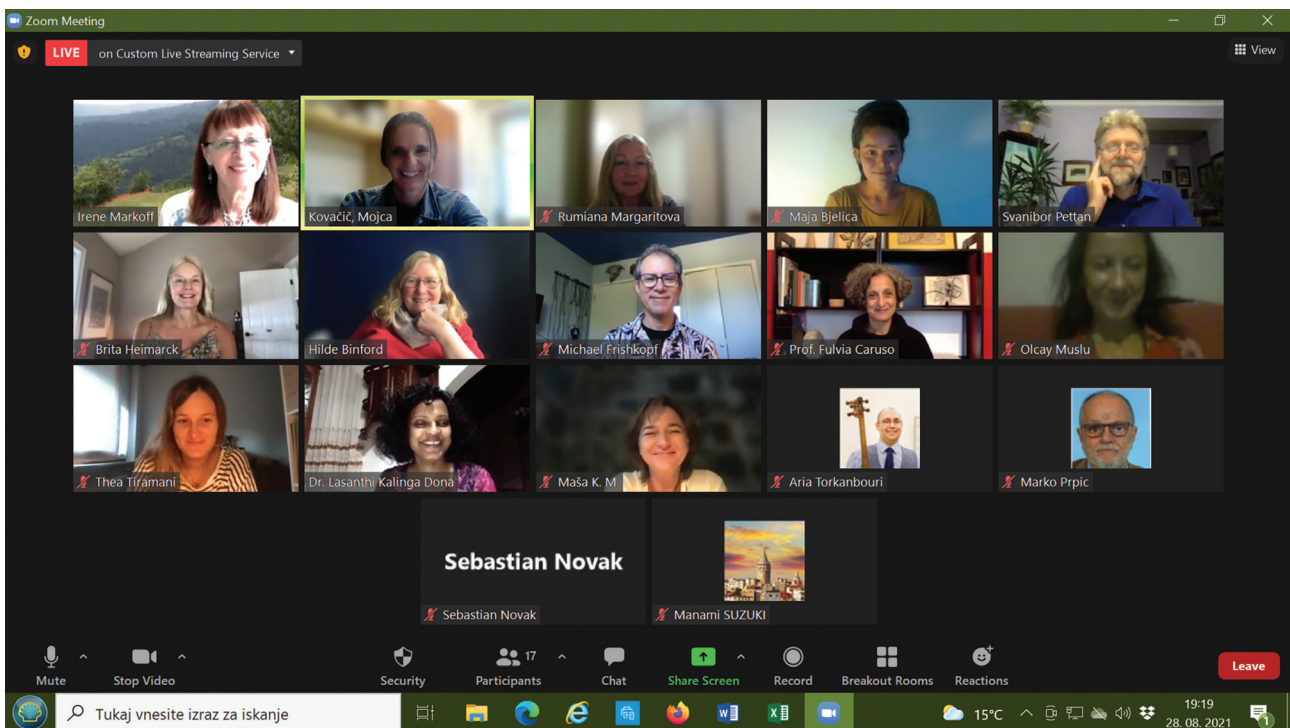 Zoom Meeting
LIVE on Custom Live Streaming Service
View
Irene Markoff
Kovačič, Mojca
Rumiana Margaritova
Maja Bjelica
Svanibor Pettan
Brita Heimarck
Hilde Binford
Michael Frishkopf
Prof. Fulvia Caruso
Olcay Muslu
Thea Tiramani
Dr. Lasanthi Kalinga Dona
Maša K. M.
Aria Torkanbouri
Marko Prpic
Sebastian Novak
Sebastian Novak
Manami SUZUKI
17
Mute
Stop Video
Security
Participants
Chat
Share Screen
Record
Breakout Rooms
Reactions
Leave
Tukaj vnesite izraz za iskanje
15°C
19:19
28. 08. 2021
1